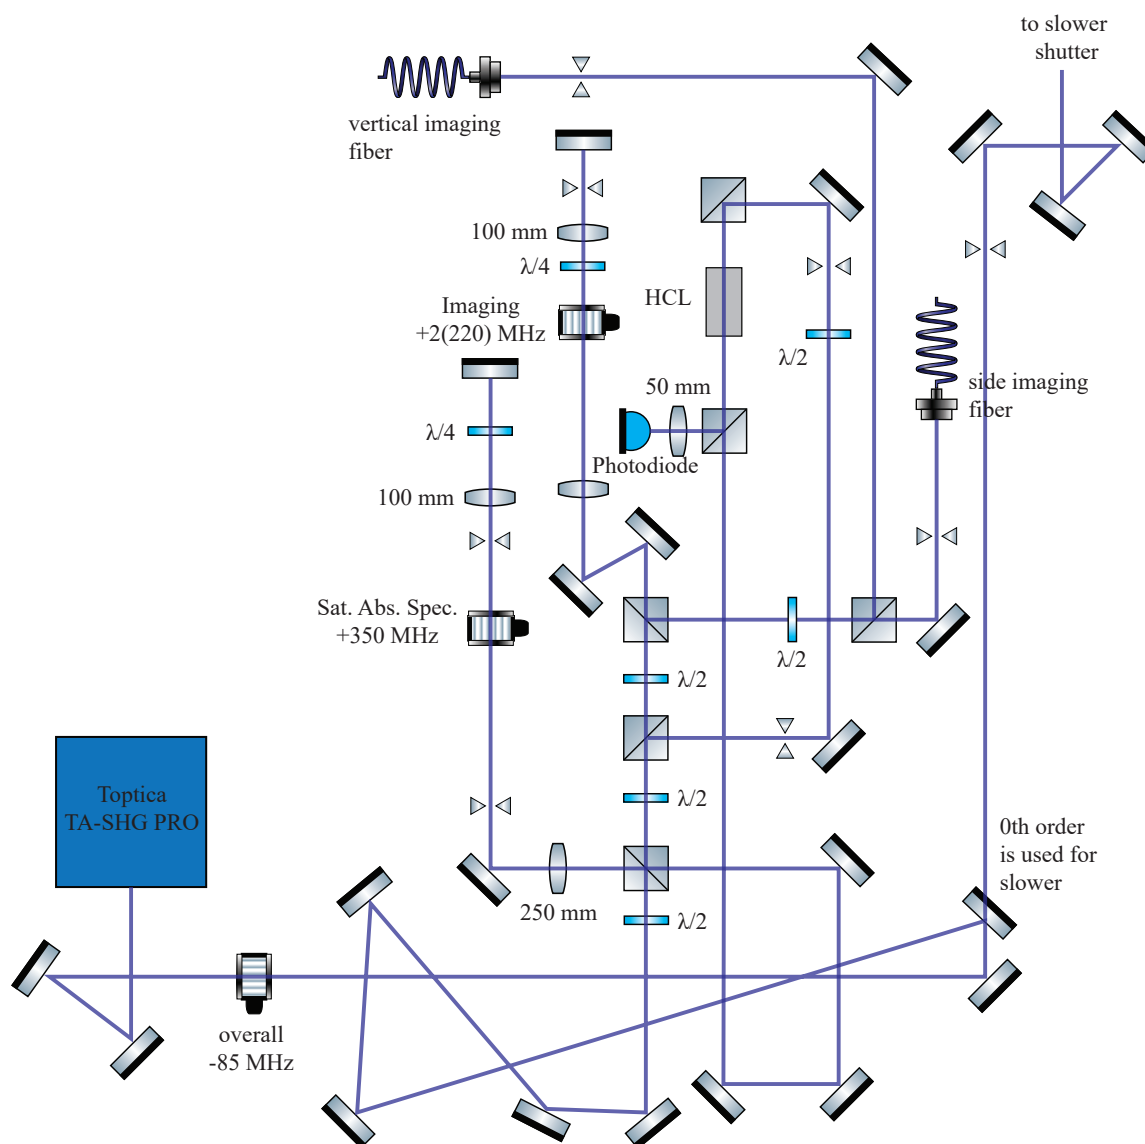 to slower
shutter
vertical imaging
fiber
100 mm
λ/4
Imaging
+2(220) MHz
HCL
λ/2
50 mm
side imaging
fiber
λ/4
Photodiode
100 mm
Sat. Abs. Spec.
+350 MHz
λ/2
λ/2
Toptica
TA-SHG PRO
λ/2
0th order
is used for
slower
250 mm
λ/2
overall
-85 MHz